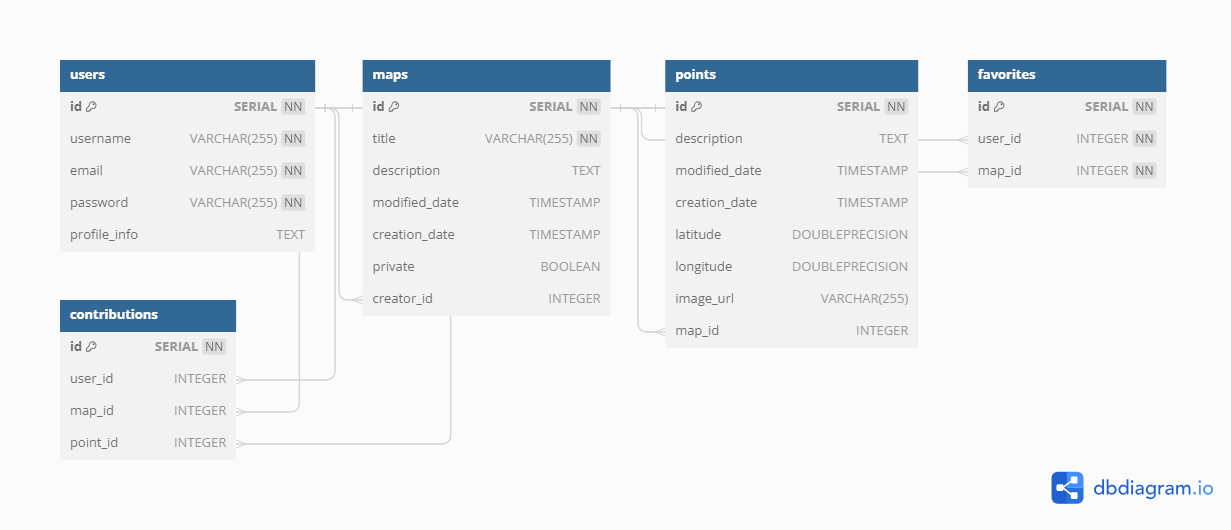 users
id SERIAL NN
username VARCHAR(255) NN
email VARCHAR(255) NN
password VARCHAR(255) NN
profile_info TEXT
maps
id SERIAL NN
title VARCHAR(255) NN
description TEXT
modified_date TIMESTAMP
creation_date TIMESTAMP
private BOOLEAN
creator_id INTEGER
points
id SERIAL NN
description TEXT
modified_date TIMESTAMP
creation_date TIMESTAMP
latitude DOUBLEPRECISION
longitude DOUBLEPRECISION
image_url VARCHAR(255)
map_id INTEGER
favorites
id SERIAL NN
user_id INTEGER NN
map_id INTEGER NN
contributions
id SERIAL NN
user_id INTEGER
map_id INTEGER
point_id INTEGER
dbdiagram.io